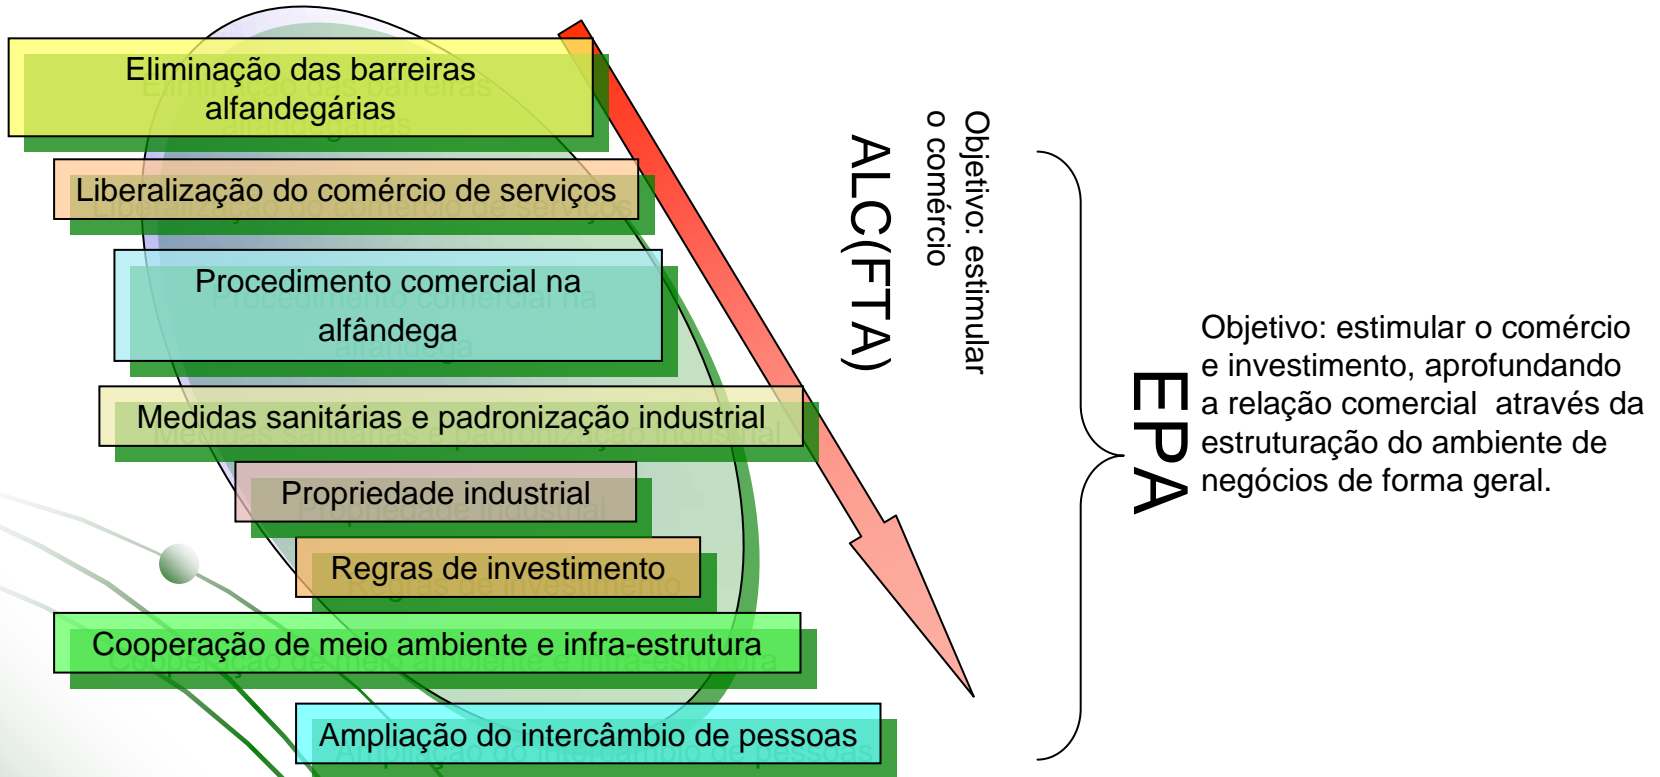 Eliminação das barreiras
alfandegárias
Liberalização do comércio de serviços
Procedimento comercial na
alfândega
Medidas sanitárias e padronização industrial
Propriedade industrial
Regras de investimento
Cooperação de meio ambiente e infra-estrutura
Ampliação do intercâmbio de pessoas
ALC(FTA)
Objetivo: estimular
o comércio
EPA
Objetivo: estimular o comércio
e investimento, aprofundando
a relação comercial através da
estruturação do ambiente de
negócios de forma geral.